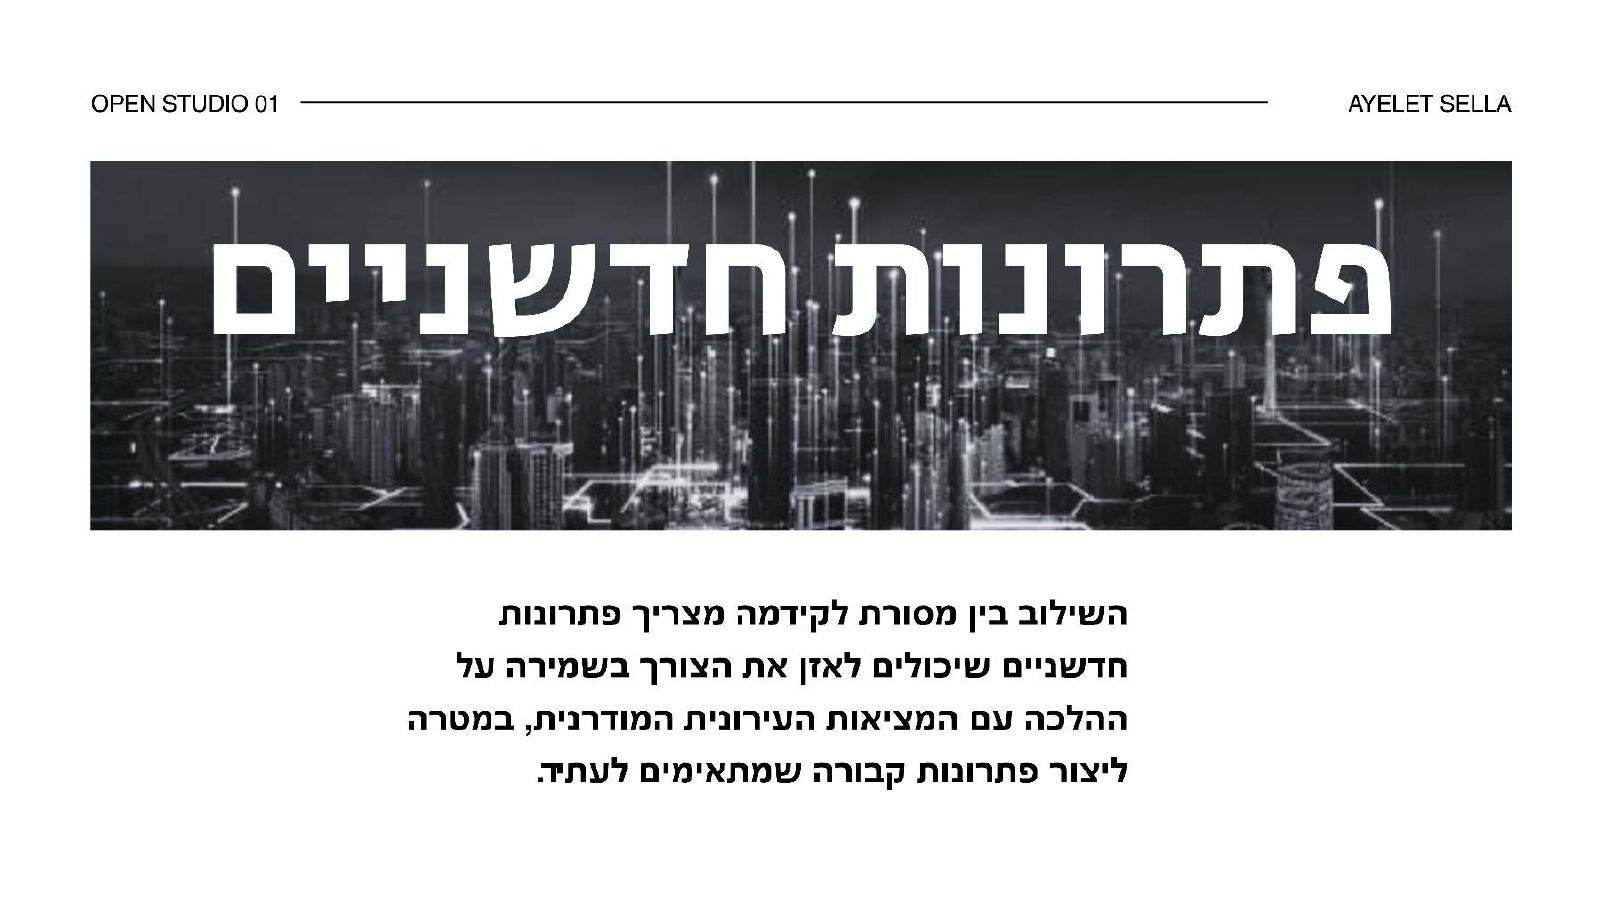 OPEN STUDIO 01
AYELET SELLA
פתרונות חדשניים
השילוב בין מסורת לקידמה מצריך פתרונות
חדשניים שיכולים לאזן את הצורך בשמירה על
ההלכה עם המציאות העירונית המודרנית, במטרה
ליצור פתרונות קבורה שמתאימים לעתיד.